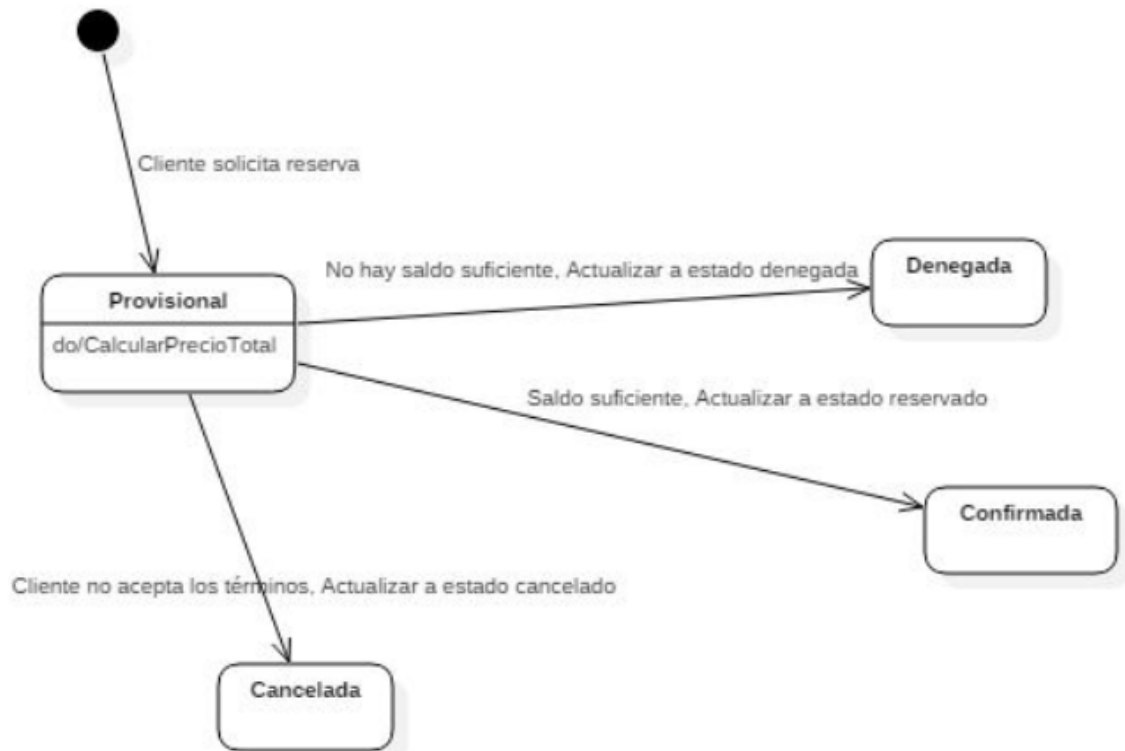 Cliente solicita reserva
No hay saldo suficiente, Actualizar a estado denegada
Denegada
Provisional
do/CalcularPrecioTotal
Saldo suficiente, Actualizar a estado reservado
Confirmada
Cliente no acepta los términos, Actualizar a estado cancelado
Cancelada